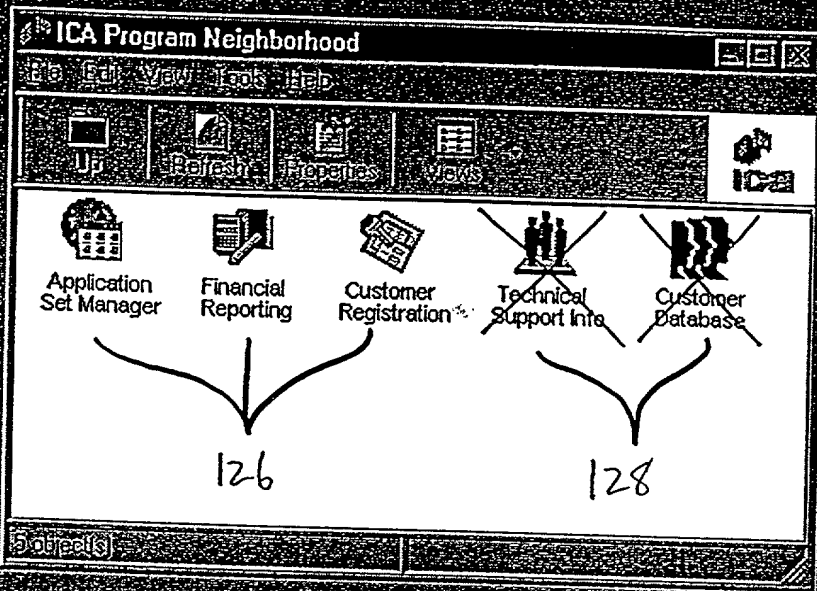 ICA Program Neighborhood
File Edit View Tools Help
Up Refresh Properties Views
ICA
Application
Set Manager
Financial
Reporting
Customer
Registration
Technical
Support Info
Customer
Database
126
128
5 object(s)